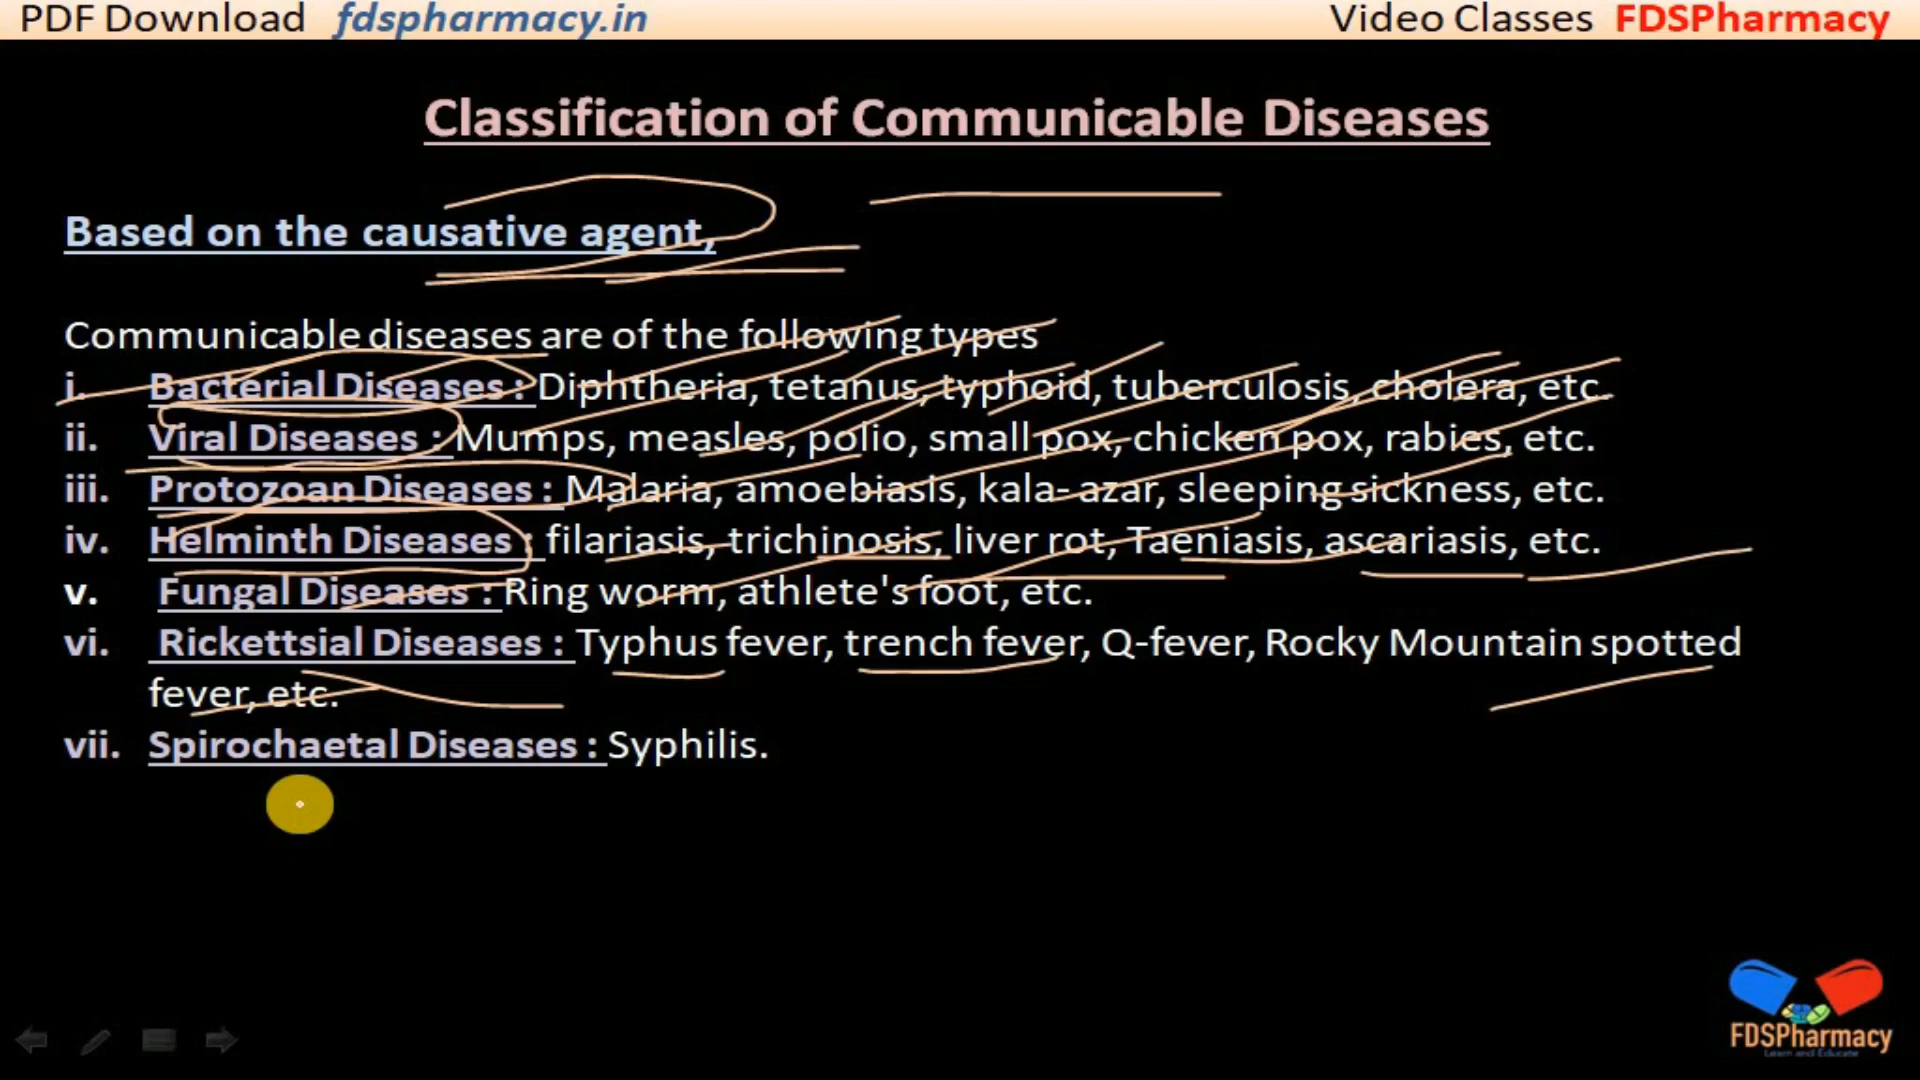 PDF Download fdspharmacy.in Video Classes FDSPharmacy
Classification of Communicable Diseases
Based on the causative agent,
Communicable diseases are of the following types
i. Bacterial Diseases : Diphtheria, tetanus, typhoid, tuberculosis, cholera, etc.
ii. Viral Diseases : Mumps, measles, polio, small pox, chicken pox, rabies, etc.
iii. Protozoan Diseases : Malaria, amoebiasis, kala- azar, sleeping sickness, etc.
iv. Helminth Diseases : filariasis, trichinosis, liver rot, Taeniasis, ascariasis, etc.
v. Fungal Diseases : Ring worm, athlete's foot, etc.
vi. Rickettsial Diseases : Typhus fever, trench fever, Q-fever, Rocky Mountain spotted
fever, etc.
vii. Spirochaetal Diseases : Syphilis.
FDSPharmacy
Learn and Educate